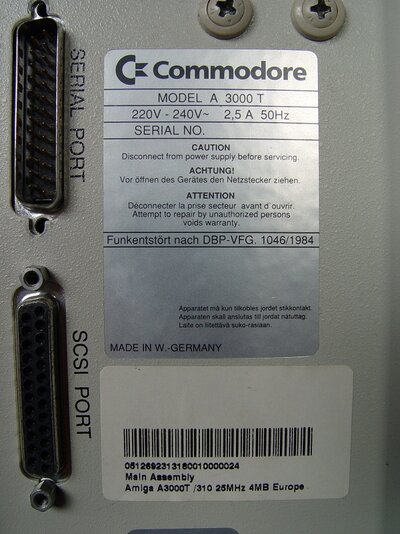 SERIAL PORT
Commodore
MODEL A 3000 T
220V - 240V~ 2,5 A 50Hz
SERIAL NO.
CAUTION
Disconnect from power supply before servicing.
ACHTUNG!
Vor öffnen des Gerätes den Netzstecker ziehen.
ATTENTION
Déconnecter la prise secteur avant d'ouvrir.
Attempt to repair by unauthorized persons
voids warranty.
Funkentstört nach DBP-VFG. 1046/1984
Apparatet må kun tilkobles jordet stikkontakt.
Apparaten skall anslutas till jordat nätuttag.
Laite on liitettävä suko-rasiaan.
MADE IN W.-GERMANY
SCSI PORT
0512692313180010000024
Main Assembly
Amiga A3000T /310 25MHz 4MB Europe